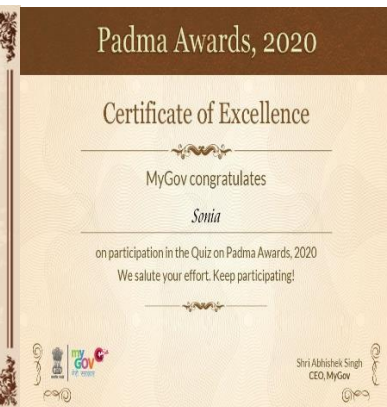 Padma Awards, 2020
Certificate of Excellence
MyGov congratulates
Sonia
on participation in the Quiz on Padma Awards, 2020
We salute your effort. Keep participating!
my
GOV
Shri Abhishek Singh
CEO, MyGov